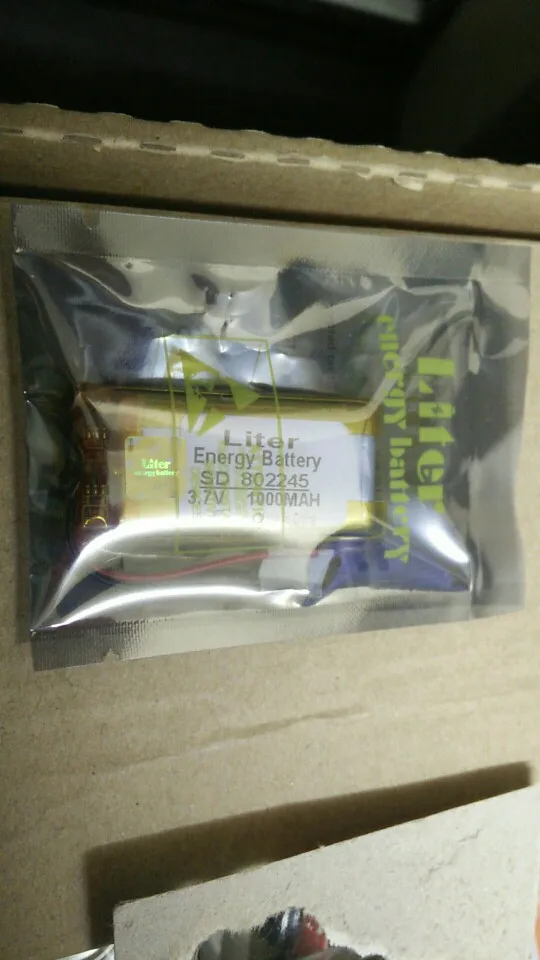 Liter
energy battery
Liter
energy battery
Liter
Energy Battery
SD 802245
3.7V 1000MAH